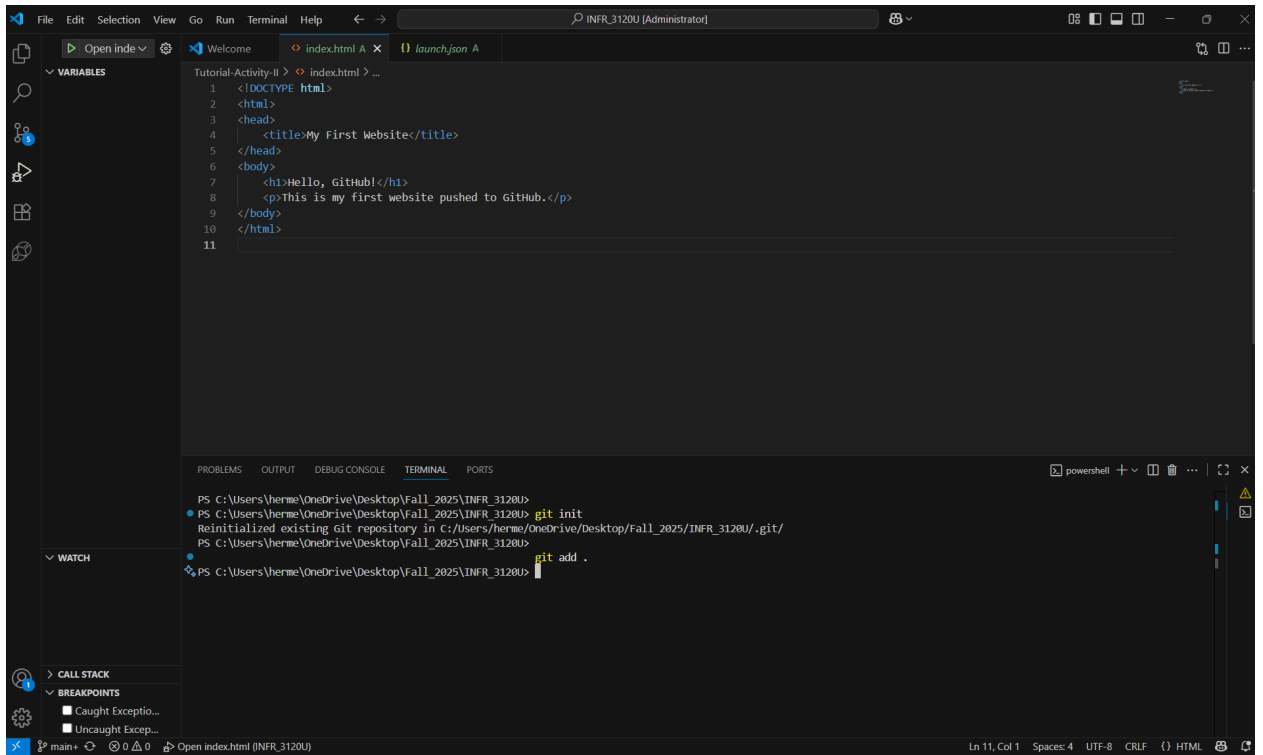 File Edit Selection View Go Run Terminal Help INFR_3120U [Administrator]
Open inde Welcome index.html A launch.json A
VARIABLES
Tutorial-Activity-II > index.html > ...
1 <!DOCTYPE html>
2 <html>
3 <head>
4 <title>My First Website</title>
5 </head>
6 <body>
7 <h1>Hello, GitHub!</h1>
8 <p>This is my first website pushed to GitHub.</p>
9 </body>
10 </html>
11
5
PROBLEMS OUTPUT DEBUG CONSOLE TERMINAL PORTS powershell
PS C:\Users\herme\OneDrive\Desktop\Fall_2025\INFR_3120U>
PS C:\Users\herme\OneDrive\Desktop\Fall_2025\INFR_3120U> git init
Reinitialized existing Git repository in C:/Users/herme/OneDrive/Desktop/Fall_2025/INFR_3120U/.git/
PS C:\Users\herme\OneDrive\Desktop\Fall_2025\INFR_3120U>
git add .
PS C:\Users\herme\OneDrive\Desktop\Fall_2025\INFR_3120U>
WATCH
CALL STACK
1
BREAKPOINTS
Caught Exceptio...
Uncaught Excep...
main+ 0 0 Open index.html (INFR_3120U) Ln 11, Col 1 Spaces: 4 UTF-8 CRLF {} HTML